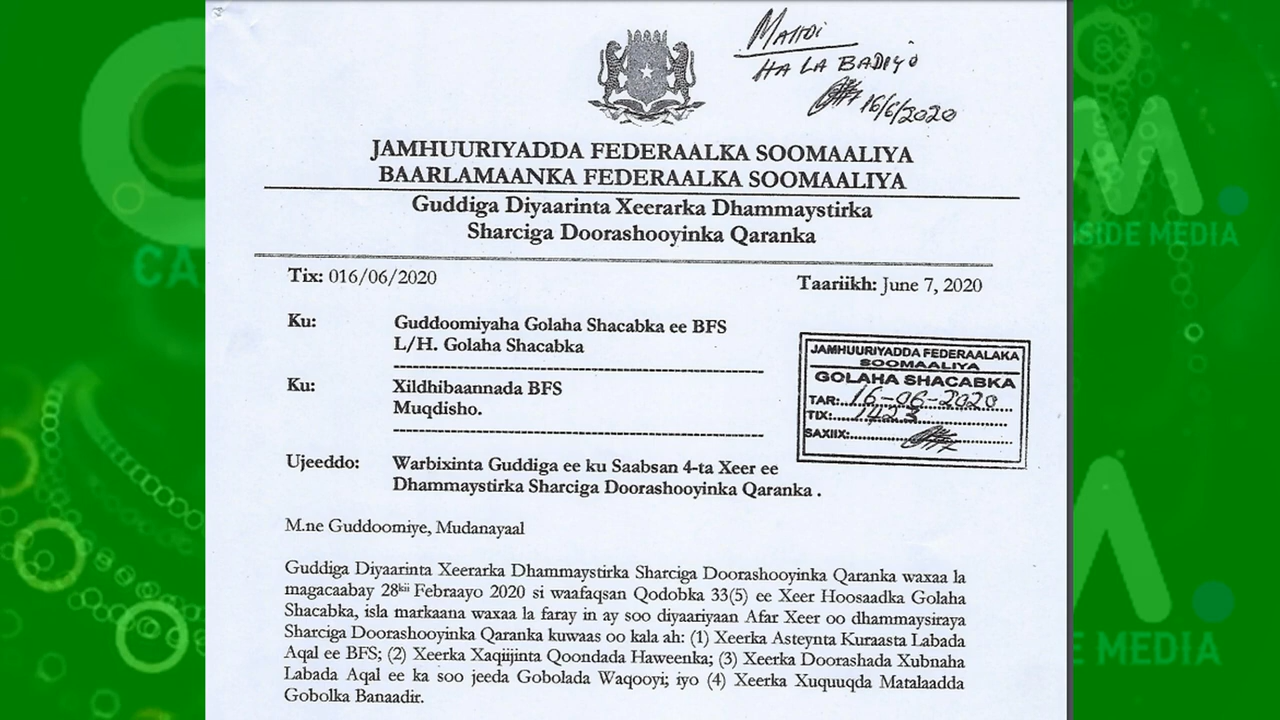 MAHDI
HA LA BADIYO
16/6/2020
JAMHUURIYADDA FEDERAALKA SOOMAALIYA
BAARLAMAANKA FEDERAALKA SOOMAALIYA
Guddiga Diyaarinta Xeerarka Dhammaystirka
Sharciga Doorashooyinka Qaranka
Tix: 016/06/2020
Taariikh: June 7, 2020
Ku: Guddoomiyaha Golaha Shacabka ee BFS
L/H. Golaha Shacabka
Ku: Xildhibaannada BFS
Muqdisho.
JAMHUURIYADDA FEDERAALAKA
SOOMAALIYA
GOLAHA SHACABKA
TAR: 16-06-2020
TIX: 1423
SAXIIX:
Ujeeddo: Warbixinta Guddiga ee ku Saabsan 4-ta Xeer ee
Dhammaystirka Sharciga Doorashooyinka Qaranka .
M.ne Guddoomiye, Mudanayaal
Guddiga Diyaarinta Xeerarka Dhammaystirka Sharciga Doorashooyinka Qaranka waxaa la
magacaabay 28kii Febraayo 2020 si waafaqsan Qodobka 33(5) ee Xeer Hoosaadka Golaha
Shacabka, isla markaana waxaa la faray in ay soo diyaariyaan Afar Xeer oo dhammaysiraya
Sharciga Doorashooyinka Qaranka kuwaas oo kala ah: (1) Xeerka Asteynta Kuraasta Labada
Aqal ee BFS; (2) Xeerka Xaqiijinta Qoondada Haweenka; (3) Xeerka Doorashada Xubnaha
Labada Aqal ee ka soo jeeda Gobolada Waqooyi; iyo (4) Xeerka Xuquuqda Matalaadda
Gobolka Banaadir.
CA
M
SIDE MEDIA
E MEDIA